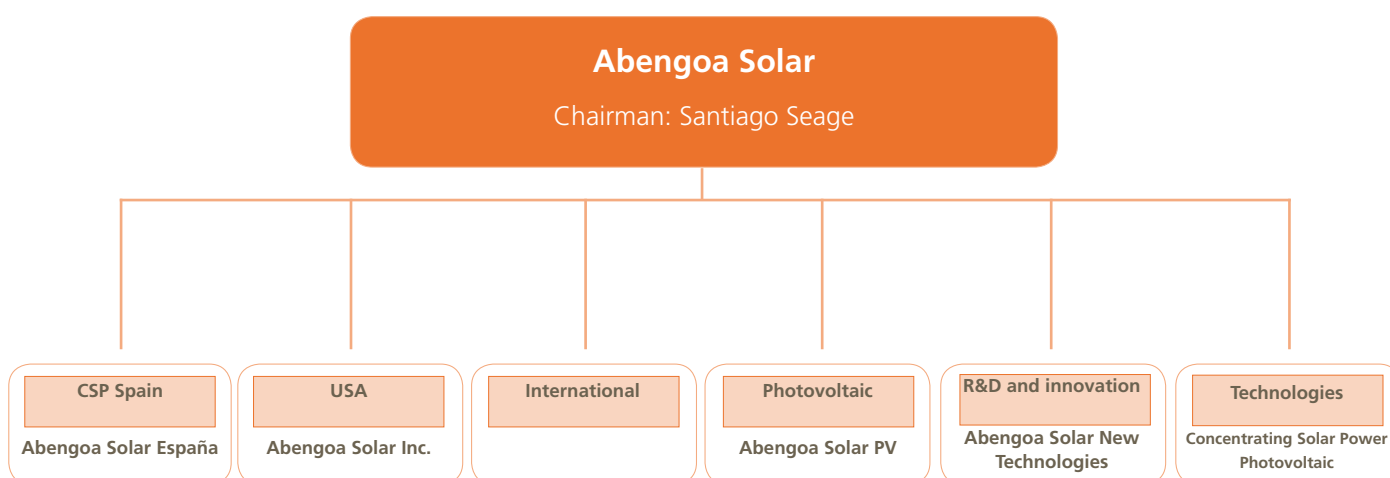 Abengoa Solar
Chairman: Santiago Seage
CSP Spain
Abengoa Solar España
USA
Abengoa Solar Inc.
International
Photovoltaic
Abengoa Solar PV
R&D and innovation
Abengoa Solar New
Technologies
Technologies
Concentrating Solar Power
Photovoltaic